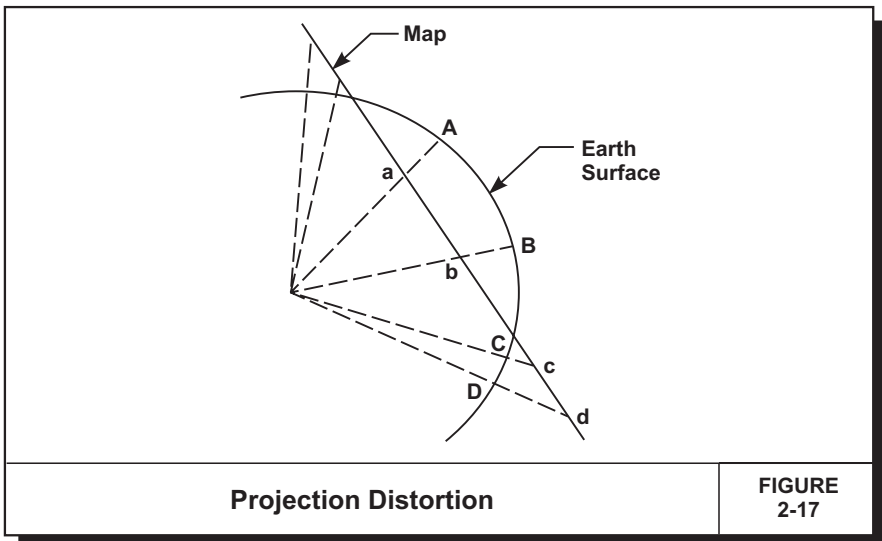 Map
A
Earth
Surface
a
B
b
C
c
D
d
Projection Distortion
FIGURE
2-17